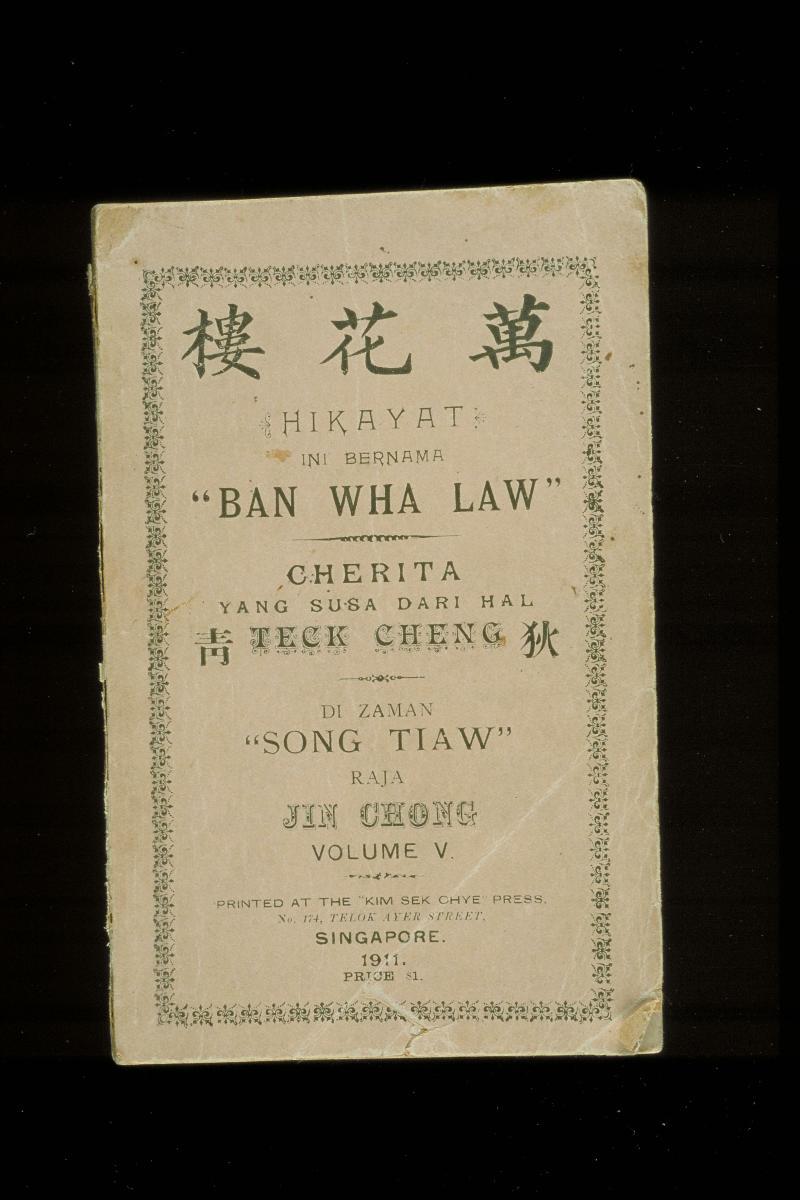 萬花樓
HIKAYAT
INI BERNAMA
"BAN WHA LAW"
CHERITA
YANG SUSA DARI HAL
靑 TECK CHENG 狄
DI ZAMAN
"SONG TIAW"
RAJA
JIN CHONG
VOLUME V.
PRINTED AT THE "KIM SEK CHYE" PRESS.
No. 174, TELOK AYER STREET,
SINGAPORE.
1911.
PRICE $1.